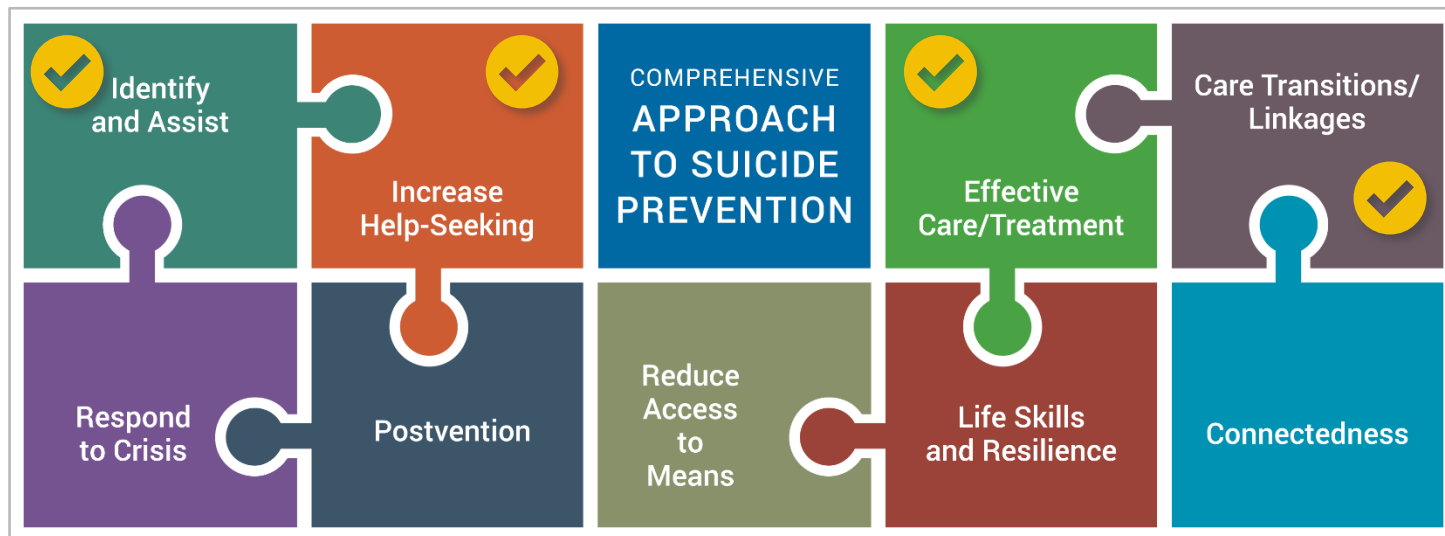 Identify
and Assist
Increase
Help-Seeking
COMPREHENSIVE
APPROACH
TO SUICIDE
PREVENTION
Effective
Care/Treatment
Care Transitions/
Linkages
Respond
to Crisis
Postvention
Reduce
Access
to
Means
Life Skills
and Resilience
Connectedness